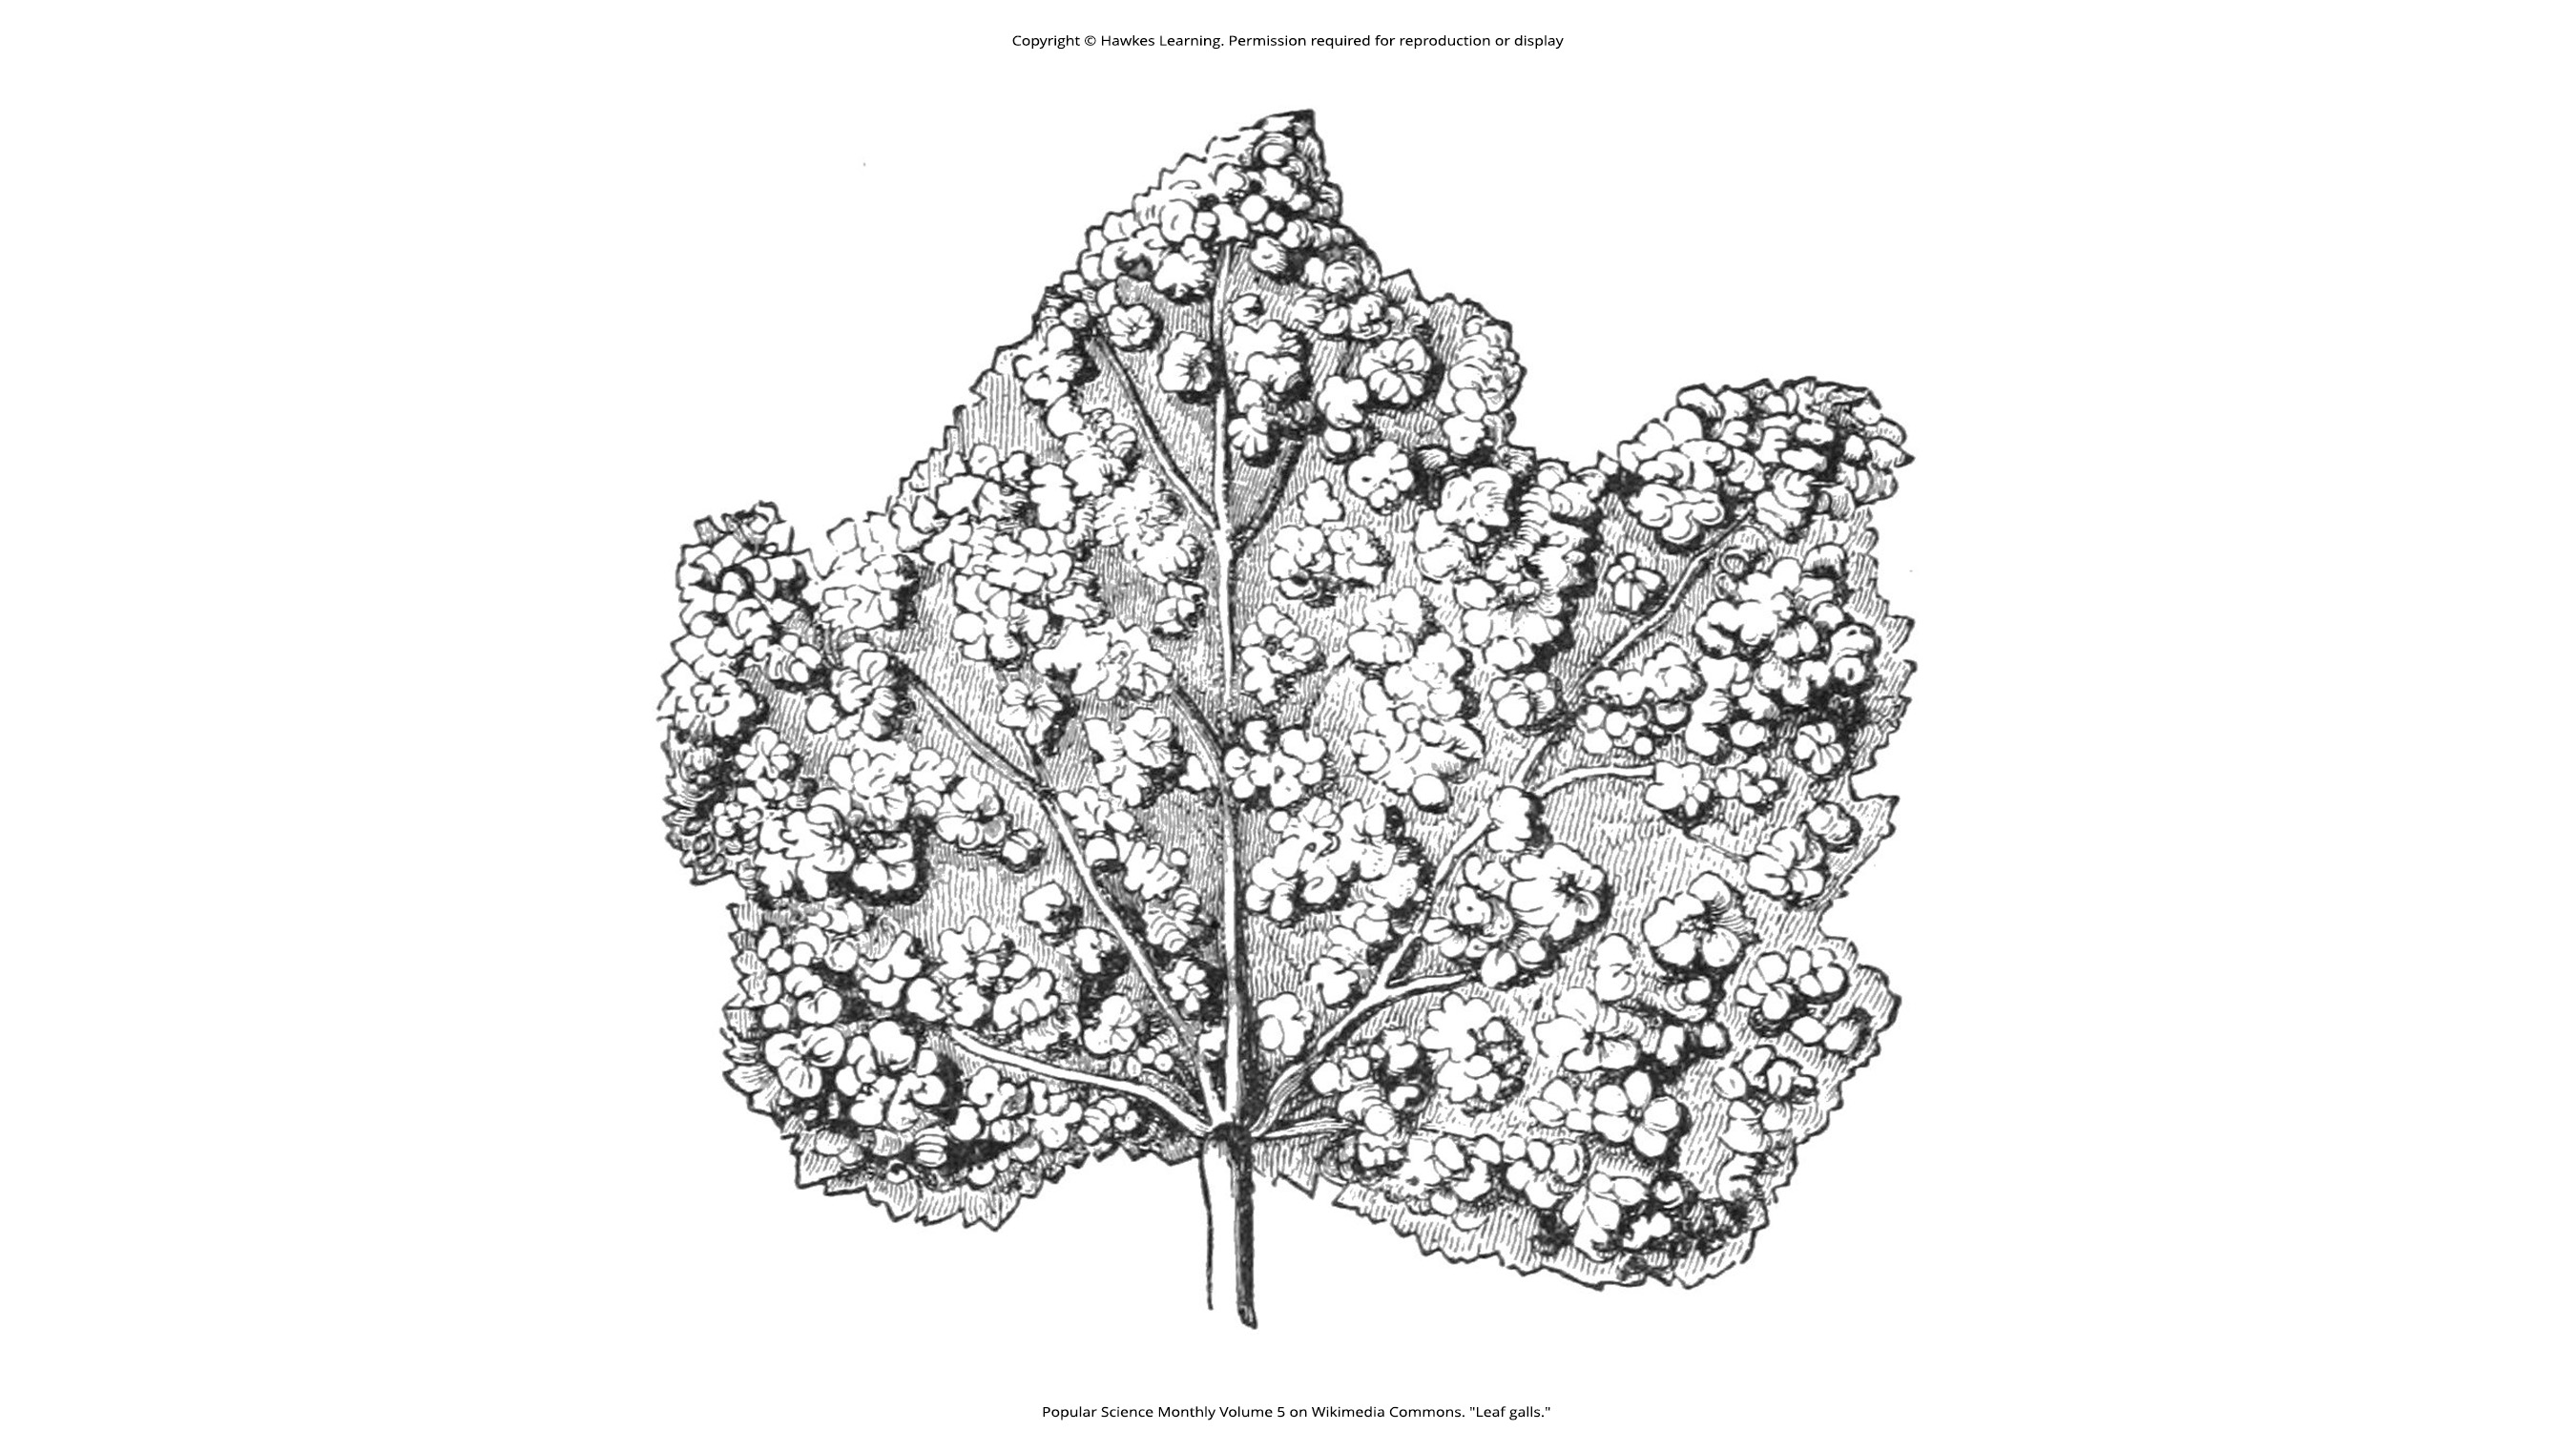 Copyright © Hawkes Learning. Permission required for reproduction or display
Popular Science Monthly Volume 5 on Wikimedia Commons. "Leaf galls."